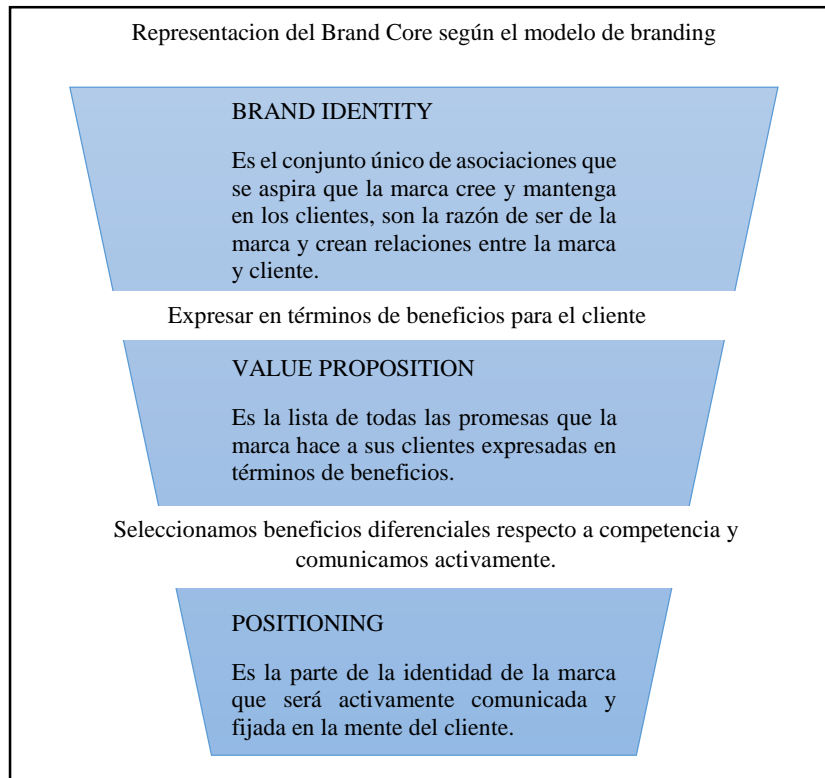 Representacion del Brand Core según el modelo de branding
BRAND IDENTITY
Es el conjunto único de asociaciones que
se aspira que la marca cree y mantenga
en los clientes, son la razón de ser de la
marca y crean relaciones entre la marca
y cliente.
Expresar en términos de beneficios para el cliente
VALUE PROPOSITION
Es la lista de todas las promesas que la
marca hace a sus clientes expresadas en
términos de beneficios.
Seleccionamos beneficios diferenciales respecto a competencia y
comunicamos activamente.
POSITIONING
Es la parte de la identidad de la marca
que será activamente comunicada y
fijada en la mente del cliente.